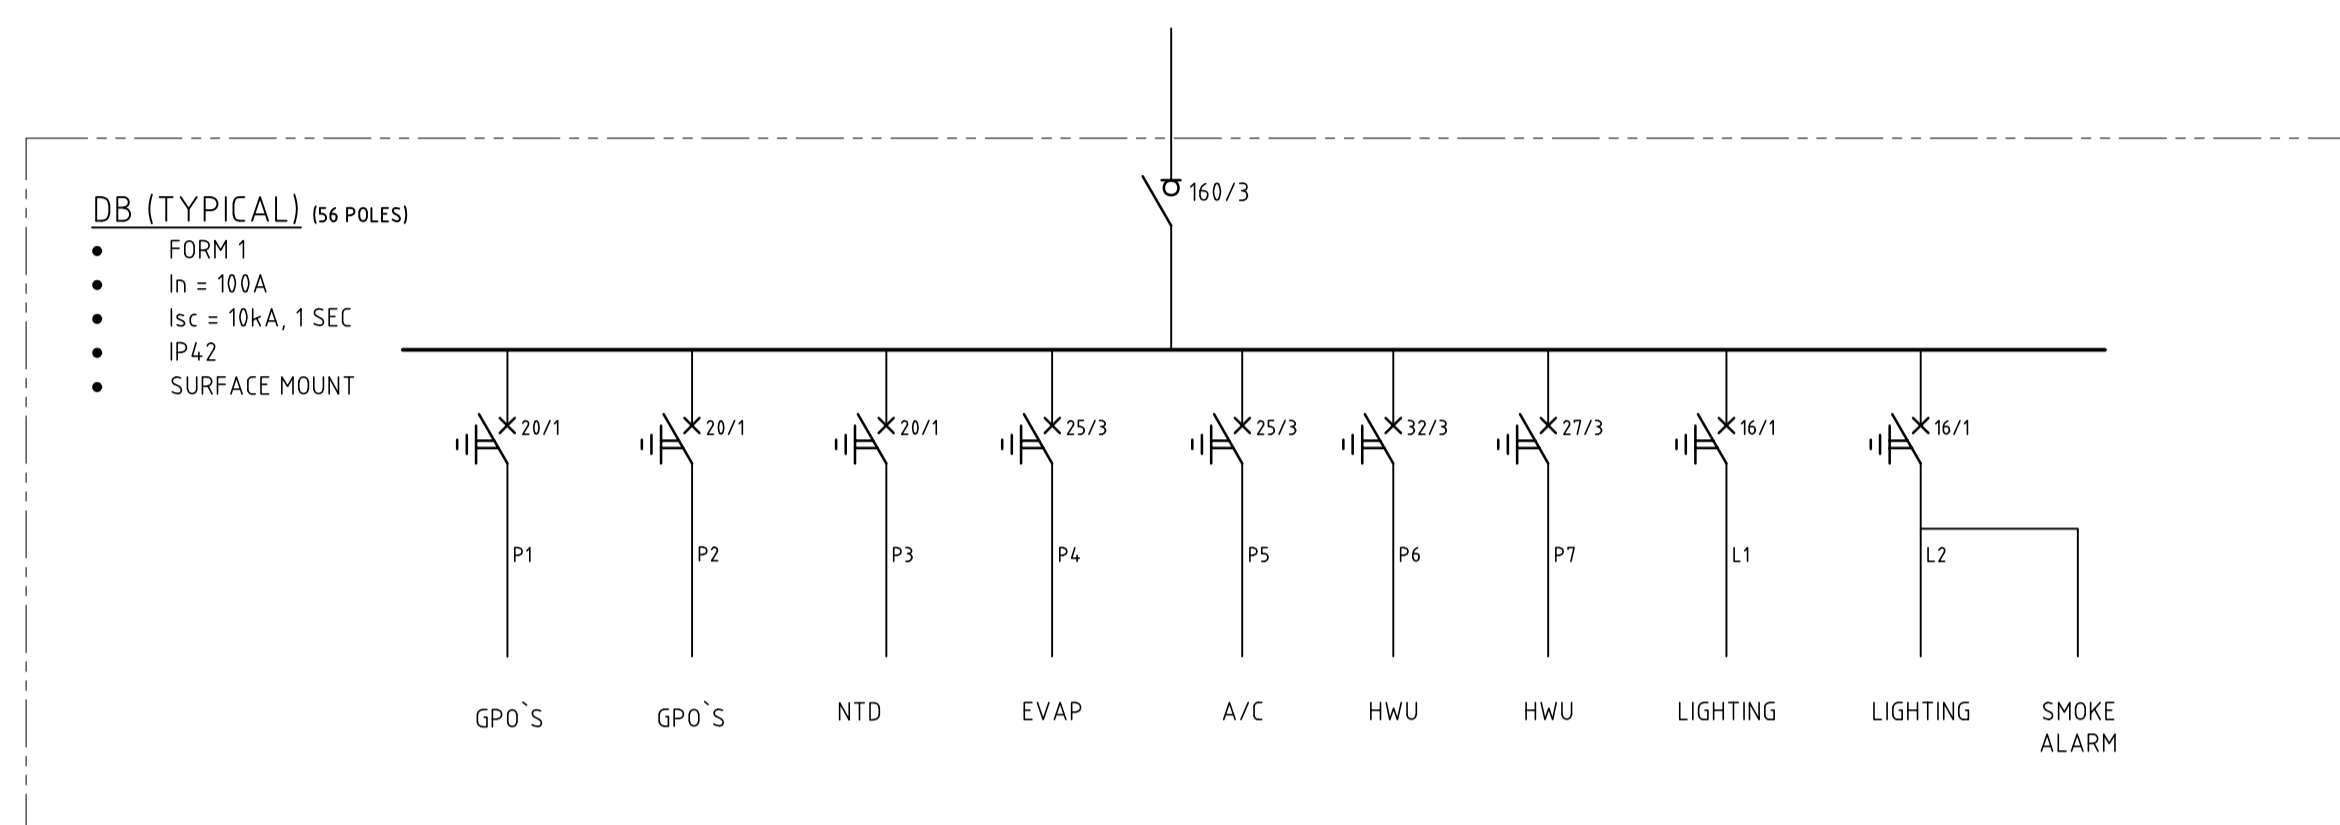 160/3
DB (TYPICAL) (56 POLES)
• FORM 1
• In = 100A
• Isc = 10kA, 1 SEC
• IP42
• SURFACE MOUNT
20/1 20/1 20/1 25/3 25/3 32/3 27/3 16/1 16/1
P1 P2 P3 P4 P5 P6 P7 L1 L2
GPO`S GPO`S NTD EVAP A/C HWU HWU LIGHTING LIGHTING SMOKE
ALARM